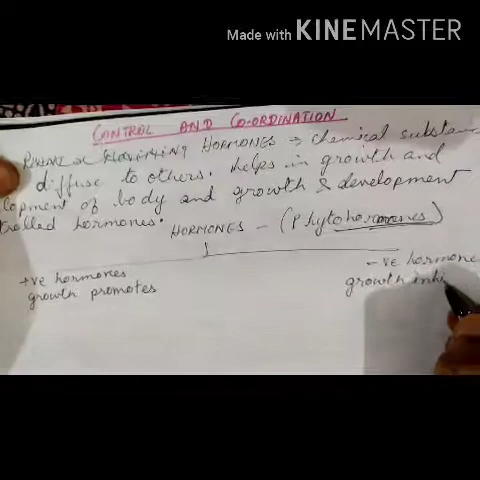 Made with KINEMASTER
CONTROL AND CO-ORDINATION
HORMONES → chemical substan
diffuse to others. helps in growth and
lopment of body and growth & development
trolled hormones.
HORMONES - (Phytohormones)
+ve hormones
growth promotes
-ve hormone
growth inhi